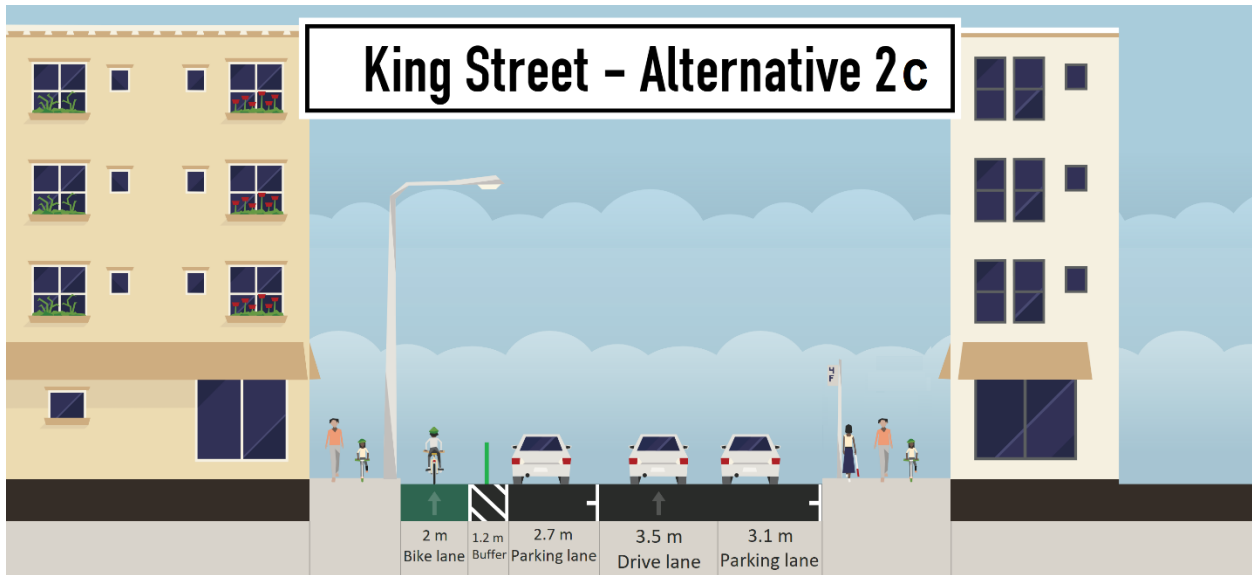 King Street - Alternative 2c
4
F
2 m
Bike lane
1.2 m
Buffer
2.7 m
Parking lane
3.5 m
Drive lane
3.1 m
Parking lane